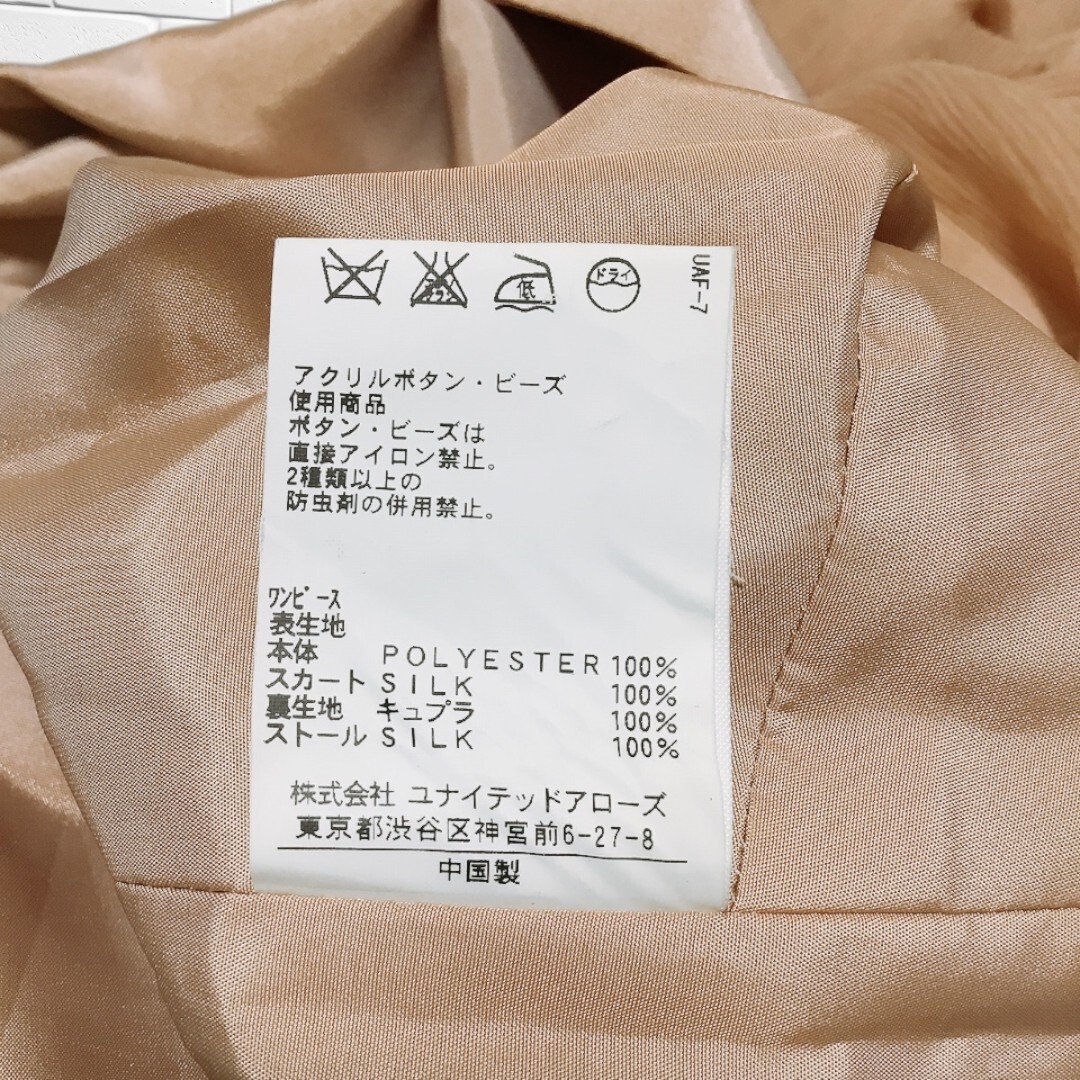 低 ドライ
UAF-7
アクリルボタン・ビーズ
使用商品
ボタン・ビーズは
直接アイロン禁止。
2種類以上の
防虫剤の併用禁止。
ﾜﾝﾋﾟｰｽ
表生地
本体 POLYESTER 100%
スカート SILK 100%
裏生地 キュプラ 100%
ストール SILK 100%
株式会社 ユナイテッドアローズ
東京都渋谷区神宮前6-27-8
中国製